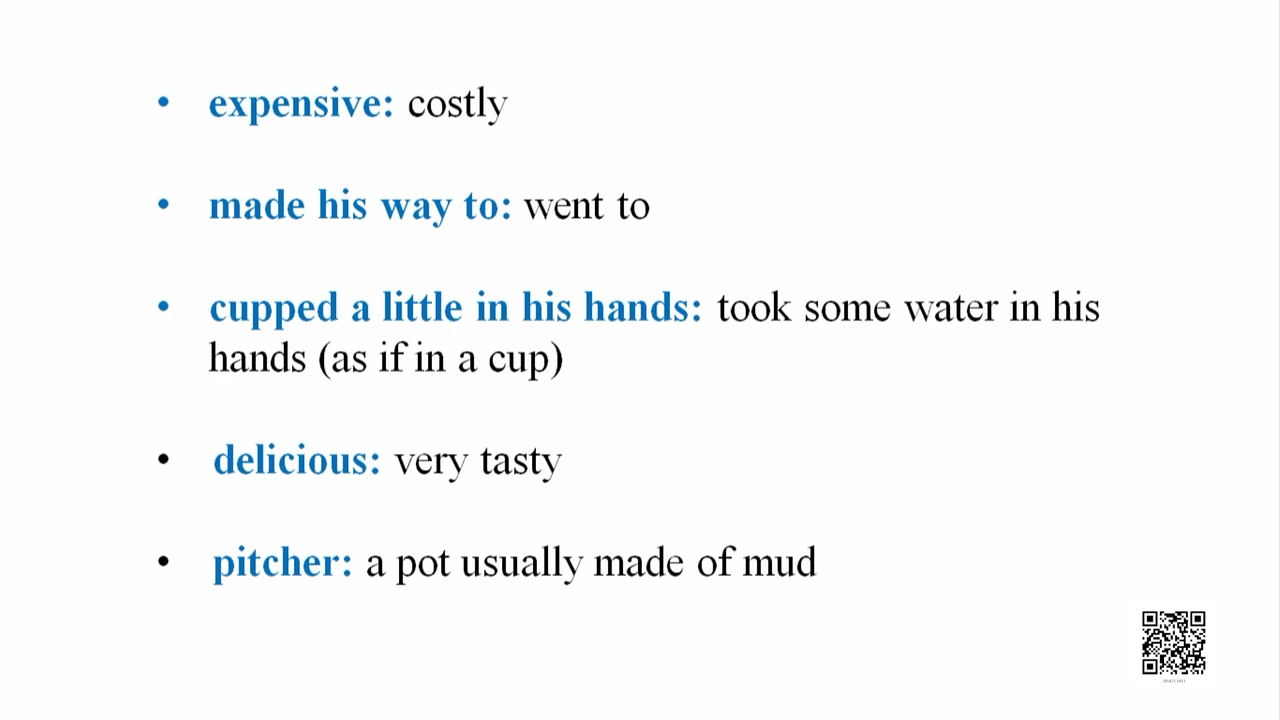 • expensive: costly
• made his way to: went to
• cupped a little in his hands: took some water in his
hands (as if in a cup)
• delicious: very tasty
• pitcher: a pot usually made of mud